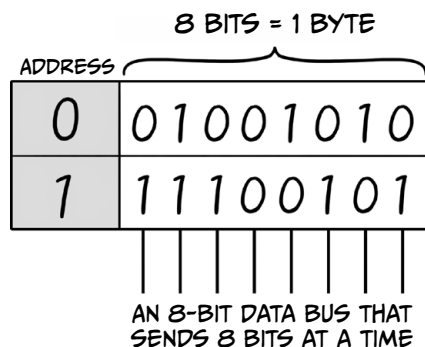 8 BITS = 1 BYTE
ADDRESS
0 01001010
1 11100101
AN 8-BIT DATA BUS THAT
SENDS 8 BITS AT A TIME